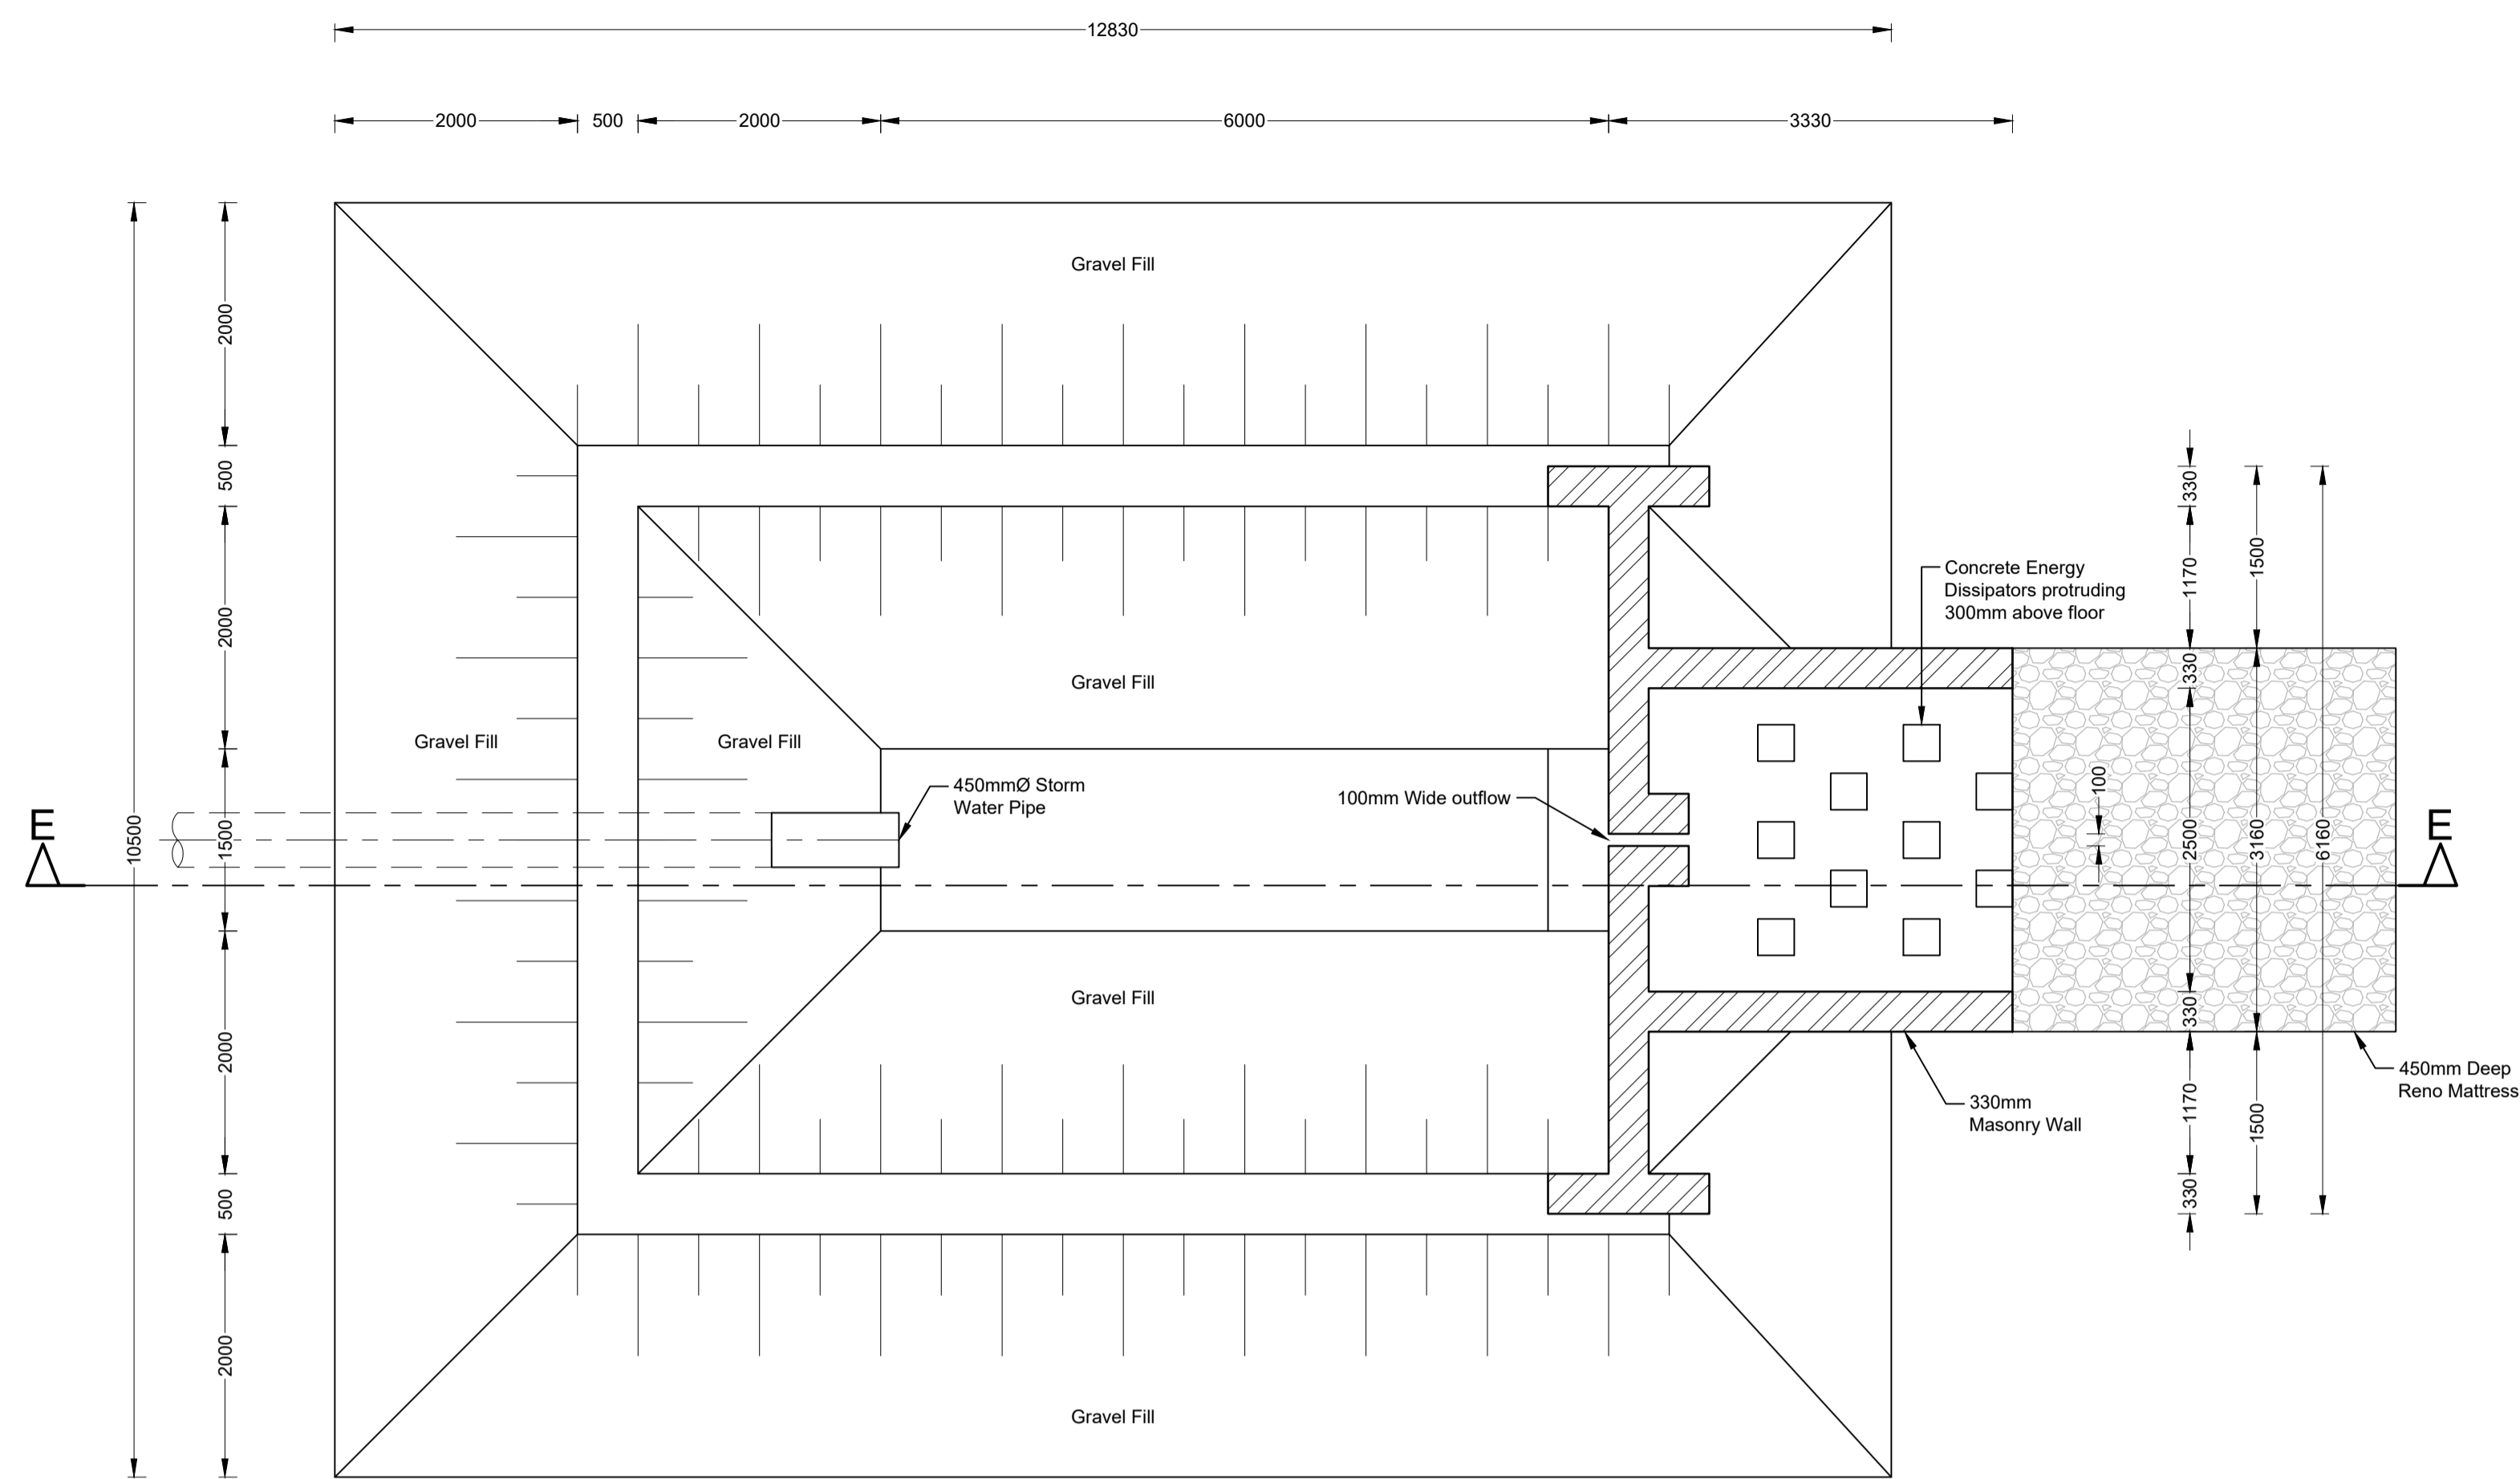 12830
2000
500
2000
6000
3330
Gravel Fill
10500
2000
500
2000
1500
2000
500
2000
Gravel Fill
Gravel Fill
Gravel Fill
450mmØ Storm
Water Pipe
100mm Wide outflow
Concrete Energy
Dissipators protruding
300mm above floor
330
1170
330
2500
330
1170
330
1500
3160
1500
6160
100
E
E
Gravel Fill
330mm
Masonry Wall
450mm Deep
Reno Mattress
Gravel Fill